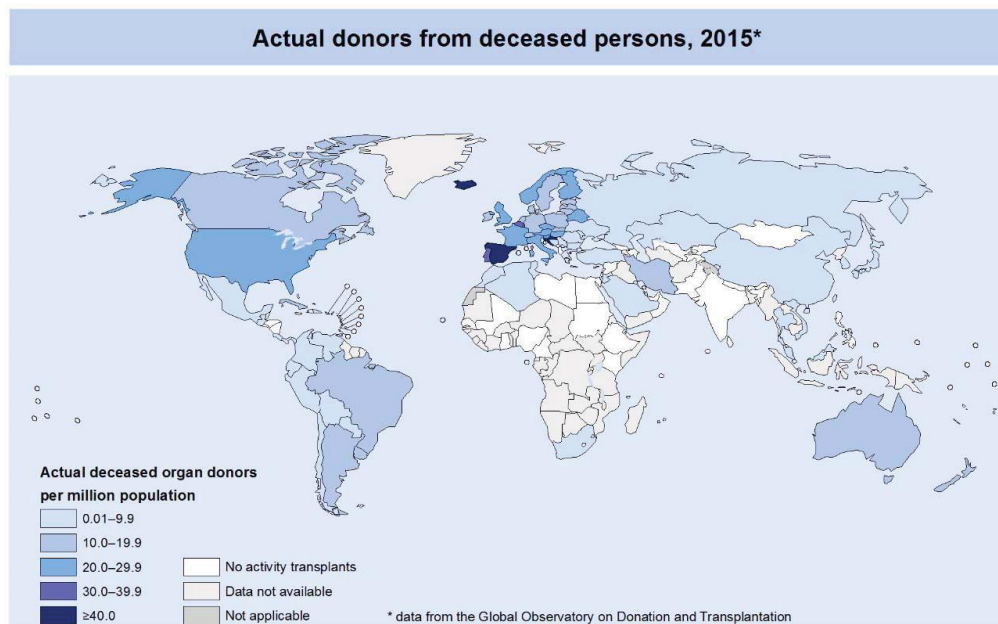 Actual donors from deceased persons, 2015*
Actual deceased organ donors
per million population
0.01–9.9
10.0–19.9
20.0–29.9
30.0–39.9
≥40.0
No activity transplants
Data not available
Not applicable
* data from the Global Observatory on Donation and Transplantation